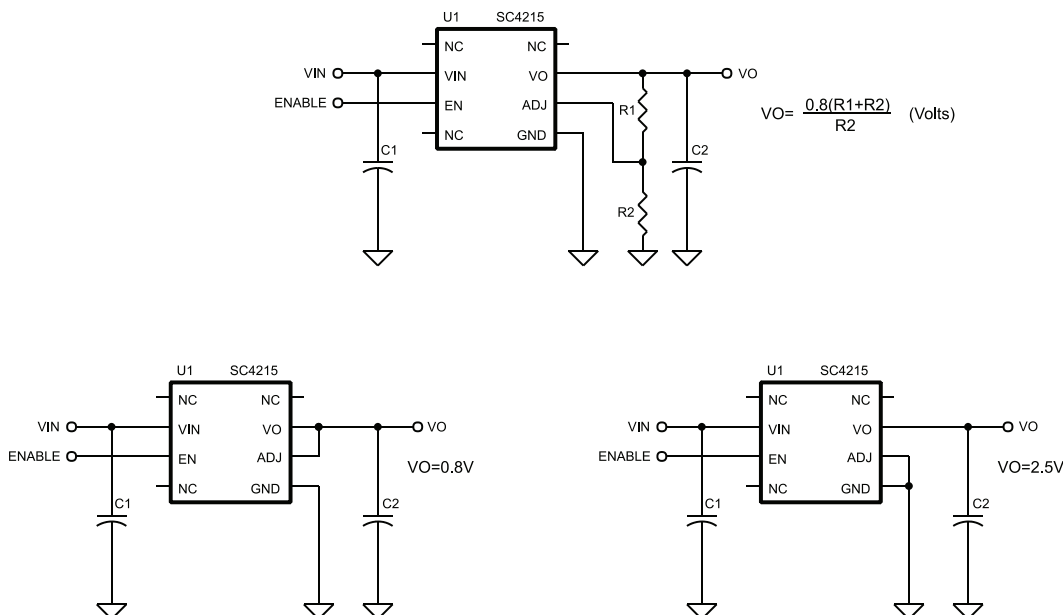 U1 SC4215
NC NC
VIN VIN VO VO
ENABLE EN ADJ R1
VO= 0.8(R1+R2) (Volts)
R2
NC GND
C1 C2
R2
U1 SC4215
NC NC
VIN VIN VO VO
ENABLE EN ADJ
VO=0.8V
NC GND
C1 C2
U1 SC4215
NC NC
VIN VIN VO VO
ENABLE EN ADJ
VO=2.5V
NC GND
C1 C2